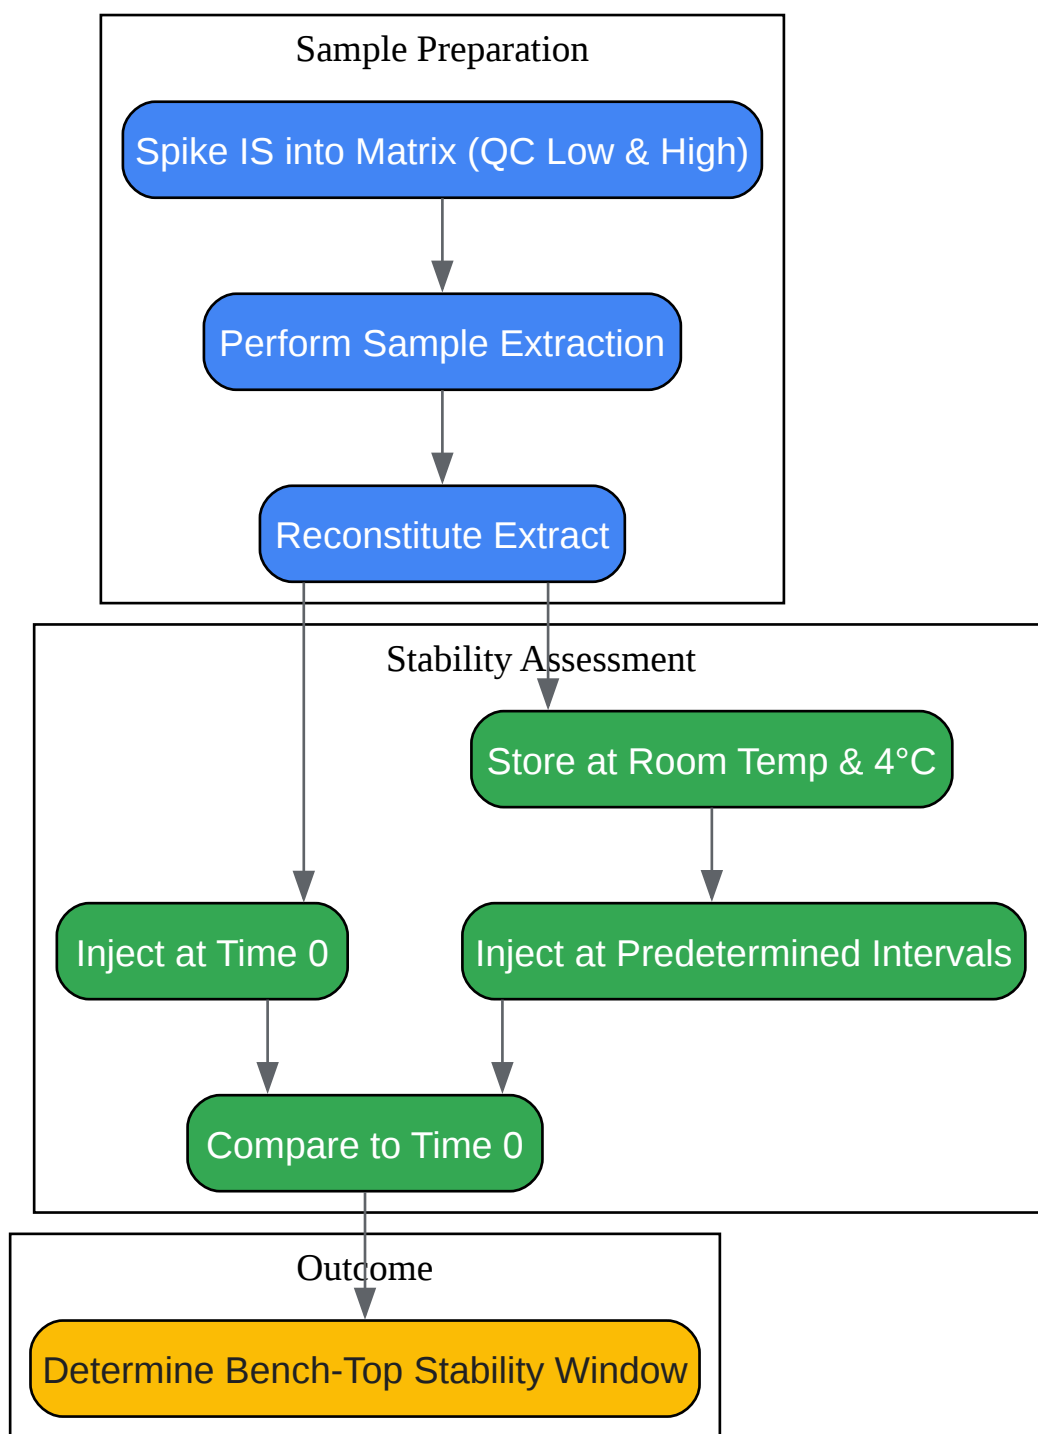 Sample Preparation
Spike IS into Matrix (QC Low & High)
Perform Sample Extraction
Reconstitute Extract
Stability Assessment
Store at Room Temp & 4°C
Inject at Time 0
Inject at Predetermined Intervals
Compare to Time 0
Outcome
Determine Bench-Top Stability Window